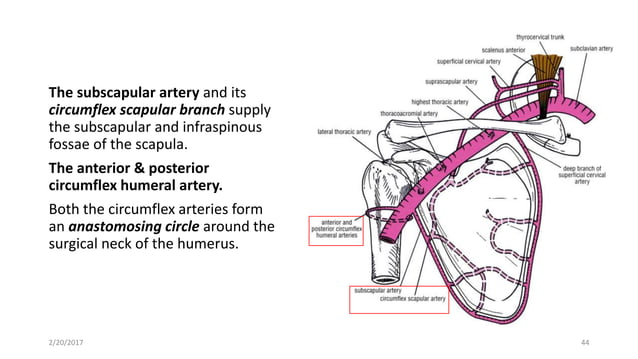 The subscapular artery and its
circumflex scapular branch supply
the subscapular and infraspinous
fossae of the scapula.
The anterior & posterior
circumflex humeral artery.
Both the circumflex arteries form
an anastomosing circle around the
surgical neck of the humerus.
thyrocervical trunk
scalenus anterior
subclavian artery
superficial cervical artery
suprascapular artery
highest thoracic artery
thoracoacromial artery
lateral thoracic artery
deep branch of
superficial cervical
artery
anterior and
posterior circumflex
humeral arteries
subscapular artery
circumflex scapular artery
2/20/2017
44